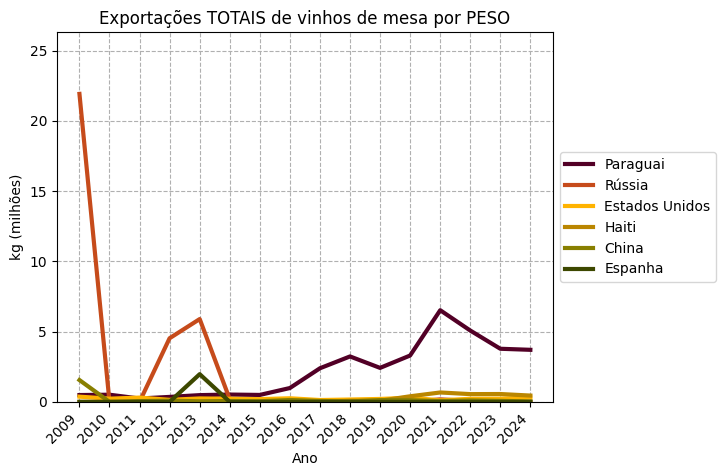 Exportações TOTAIS de vinhos de mesa por PESO
kg (milhões)
25
20
15
10
5
0
2009
2010
2011
2012
2013
2014
2015
2016
2017
2018
2019
2020
2021
2022
2023
2024
Ano
Paraguai
Rússia
Estados Unidos
Haiti
China
Espanha